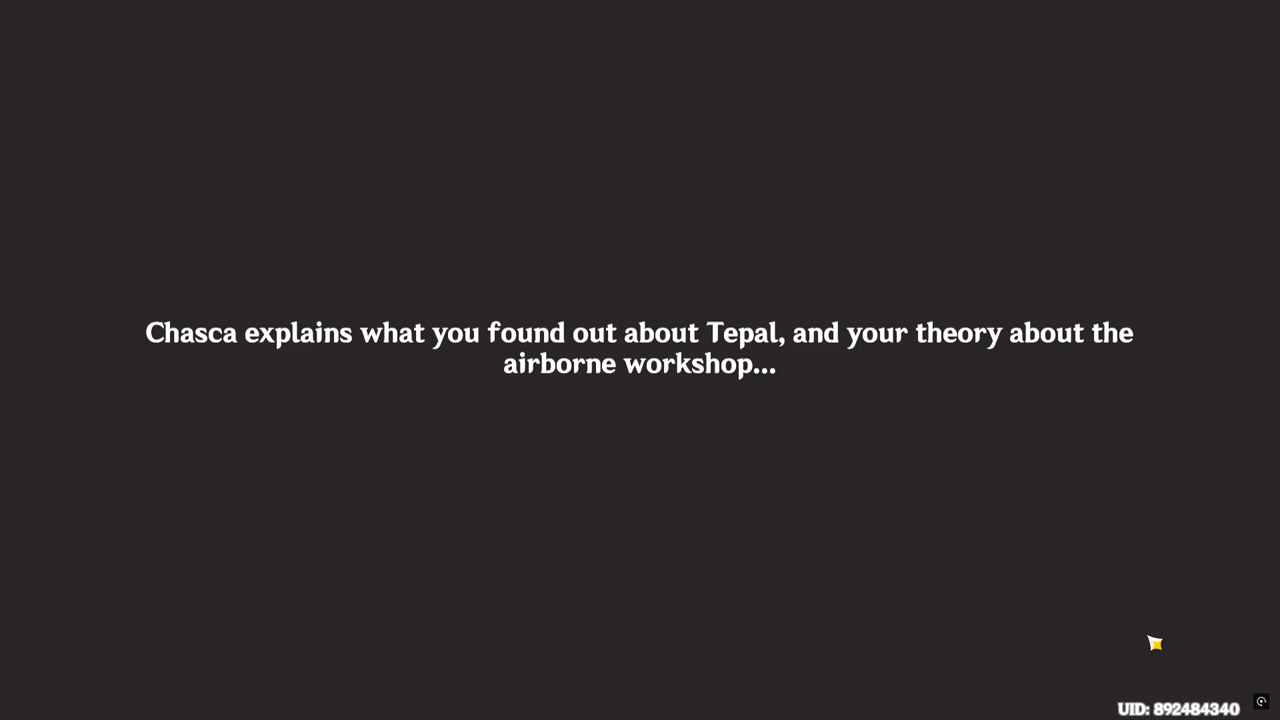 Chasca explains what you found out about Tepal, and your theory about the
airborne workshop...
UID: 892484340